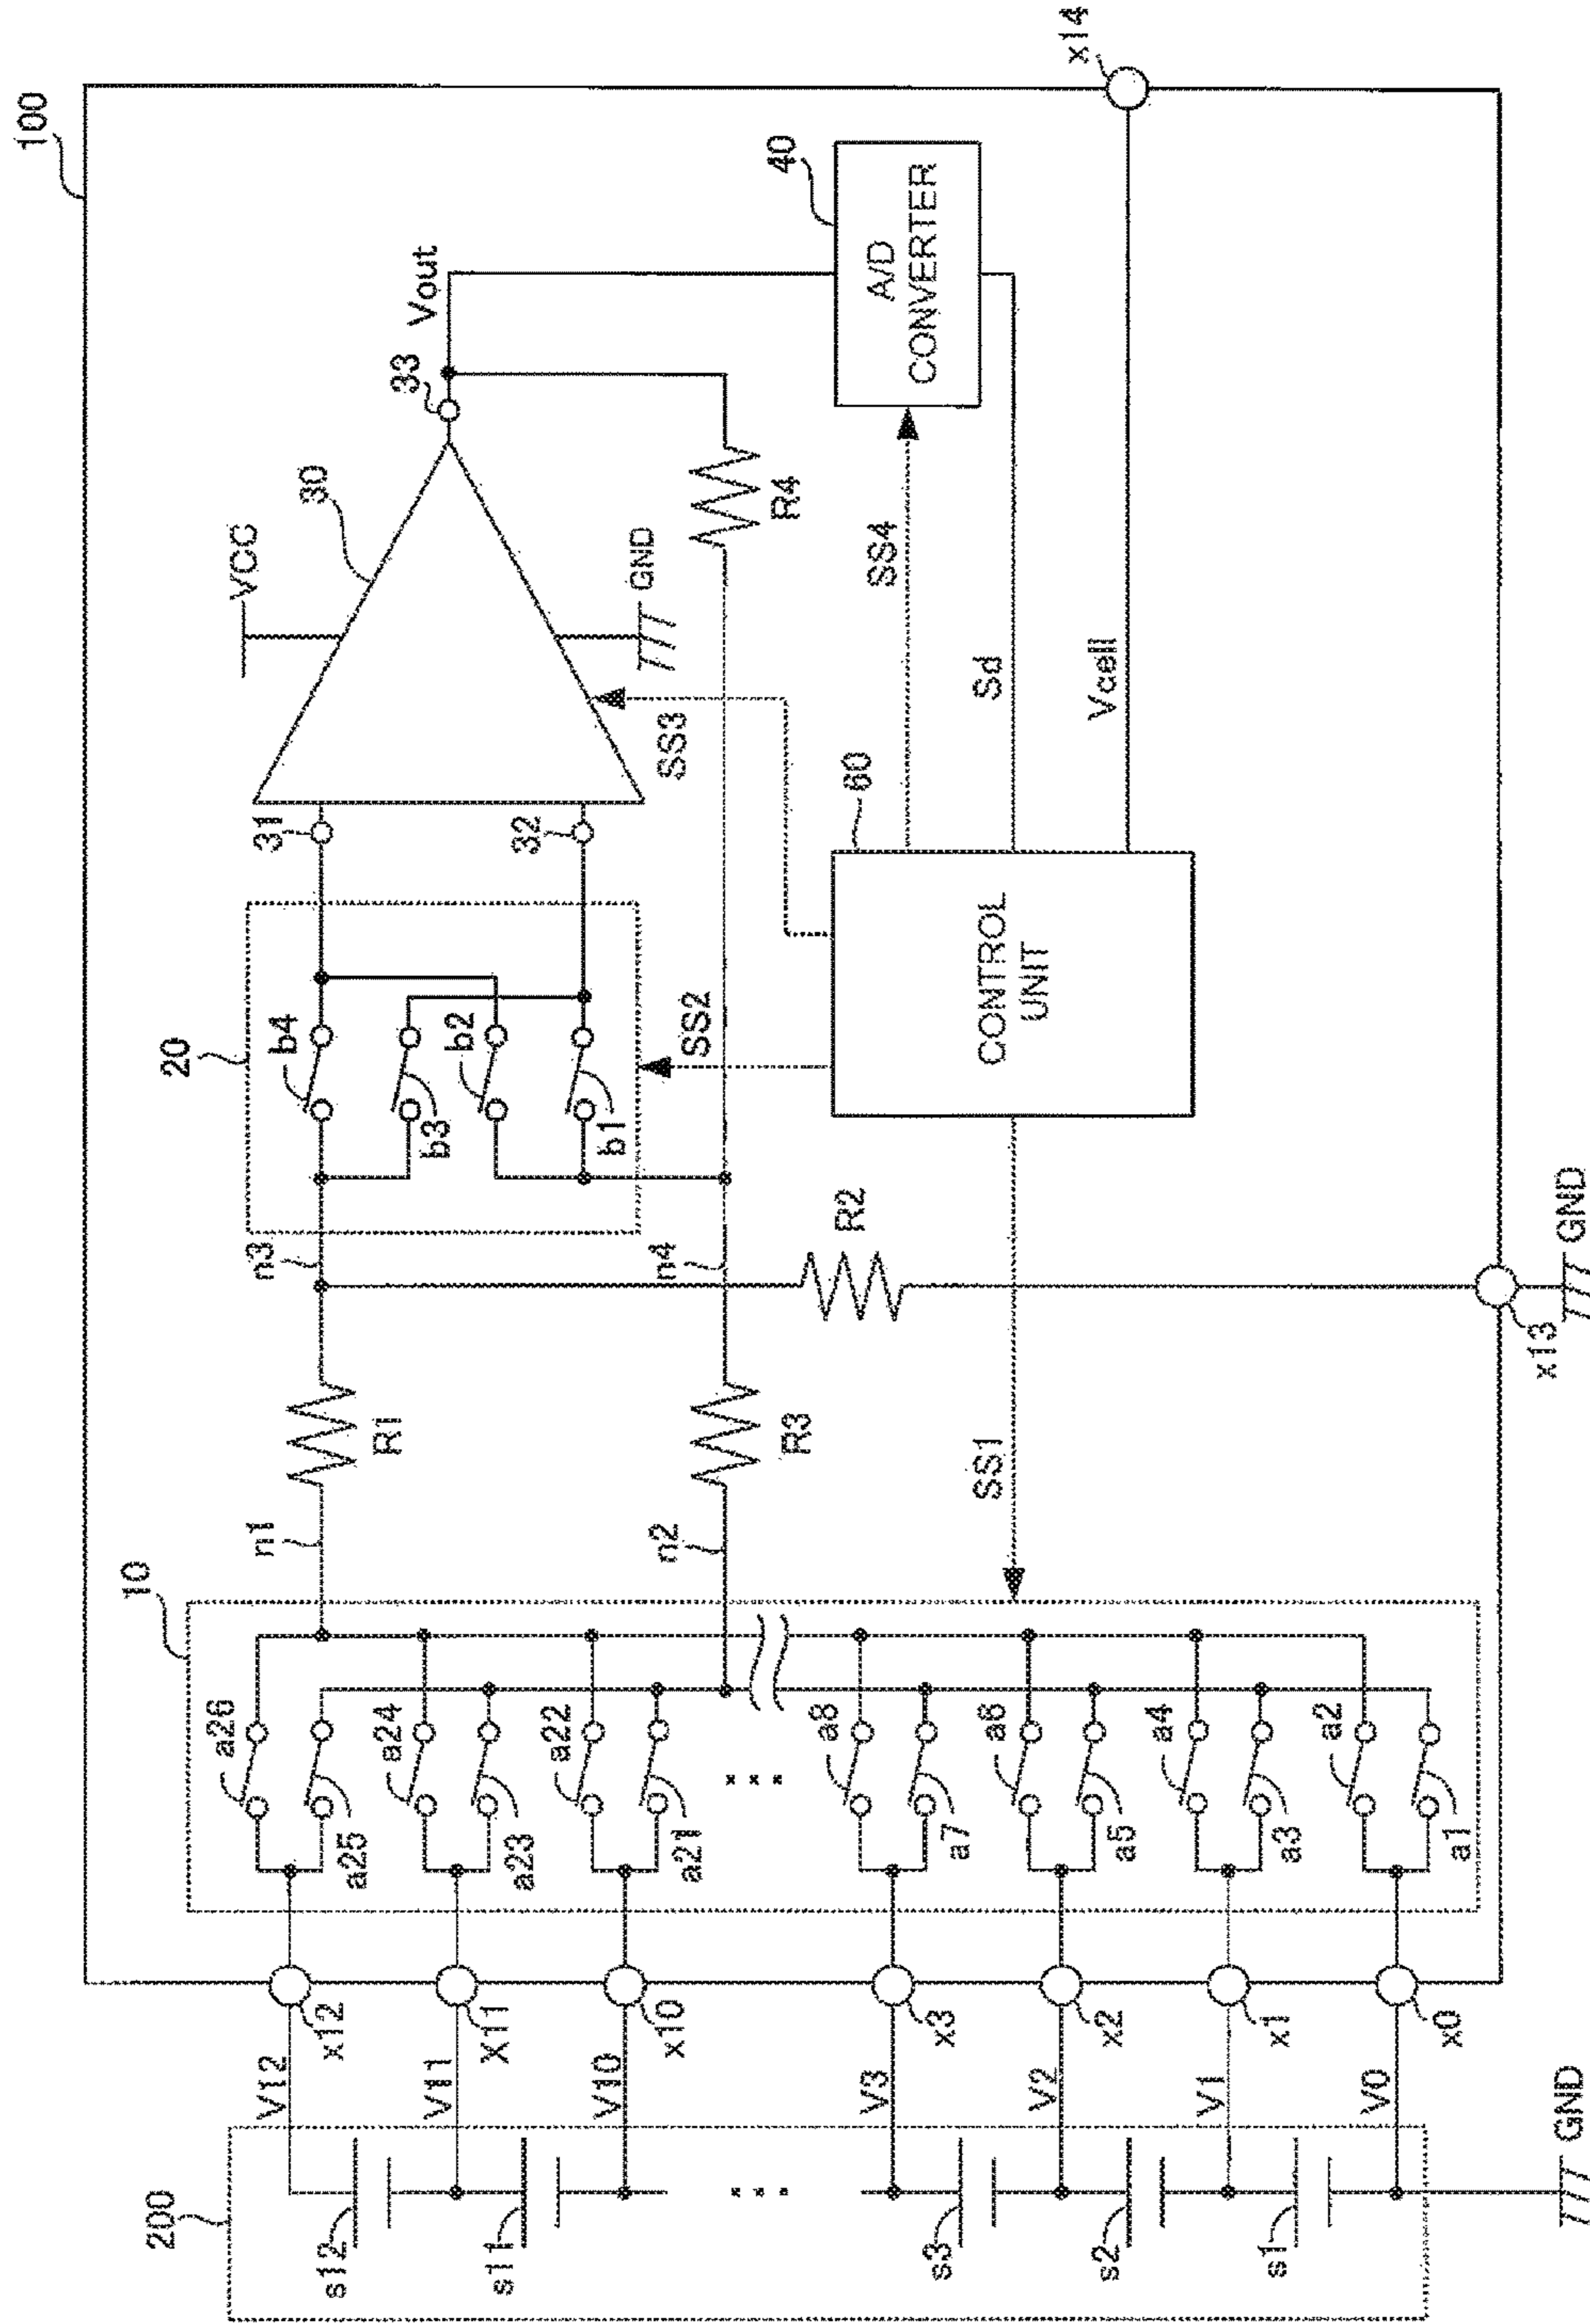 100
200
10
20
30
40
60
V12
V11
V10
V3
V2
V1
V0
s12
s11
s3
s2
s1
GND
x12
X11
x10
x3
x2
x1
x0
a26
a25
a24
a23
a22
a21
a8
a7
a6
a5
a4
a3
a2
a1
n1
n2
R1
R3
SS1
n3
n4
R2
x13
GND
b4
b3
b2
b1
SS2
31
32
VCC
GND
SS3
33
Vout
R4
CONTROL
UNIT
SS4
Sd
Vcell
A/D
CONVERTER
x14